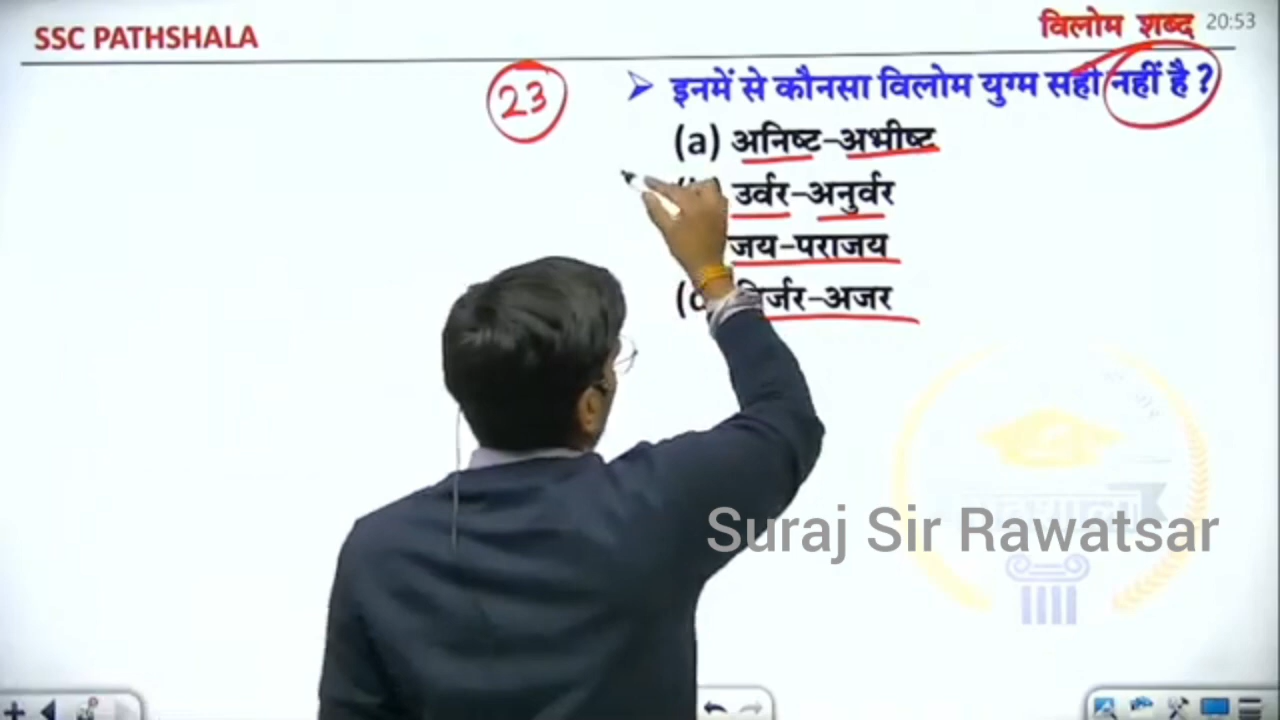 SSC PATHSHALA
विलोम शब्द 20:53
23
➢ इनमें से कौनसा विलोम युग्म सही नहीं है ?
(a) अनिष्ट–अभीष्ट
उर्वर–अनुर्वर
जय–पराजय
अजर
Suraj Sir Rawatsar